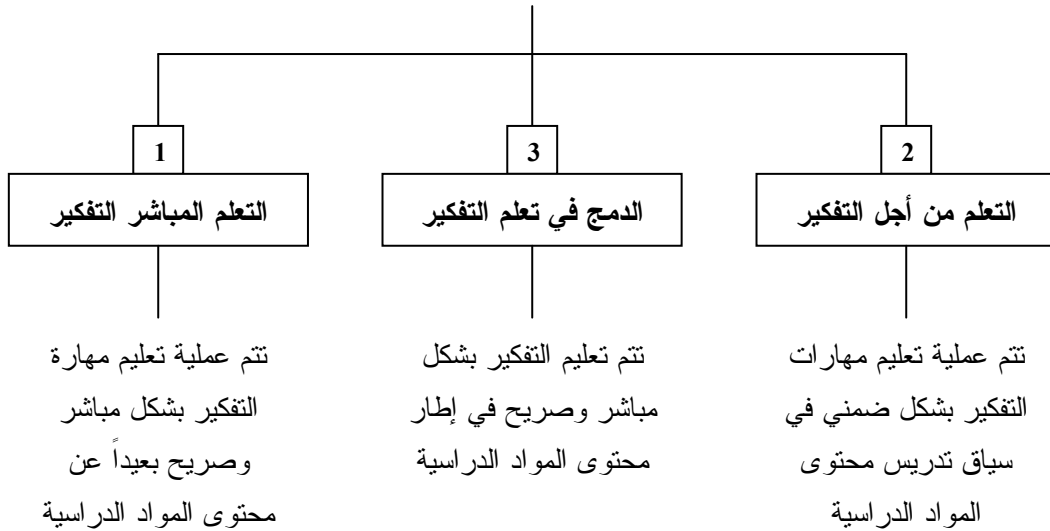 1
التعلم المباشر التفكير
تتم عملية تعليم مهارة
التفكير بشكل مباشر
وصريح بعيداً عن
محتوى المواد الدراسية
3
الدمج في تعلم التفكير
تتم تعليم التفكير بشكل
مباشر وصريح في إطار
محتوى المواد الدراسية
2
التعلم من أجل التفكير
تتم عملية تعليم مهارات
التفكير بشكل ضمني في
سياق تدريس محتوى
المواد الدراسية